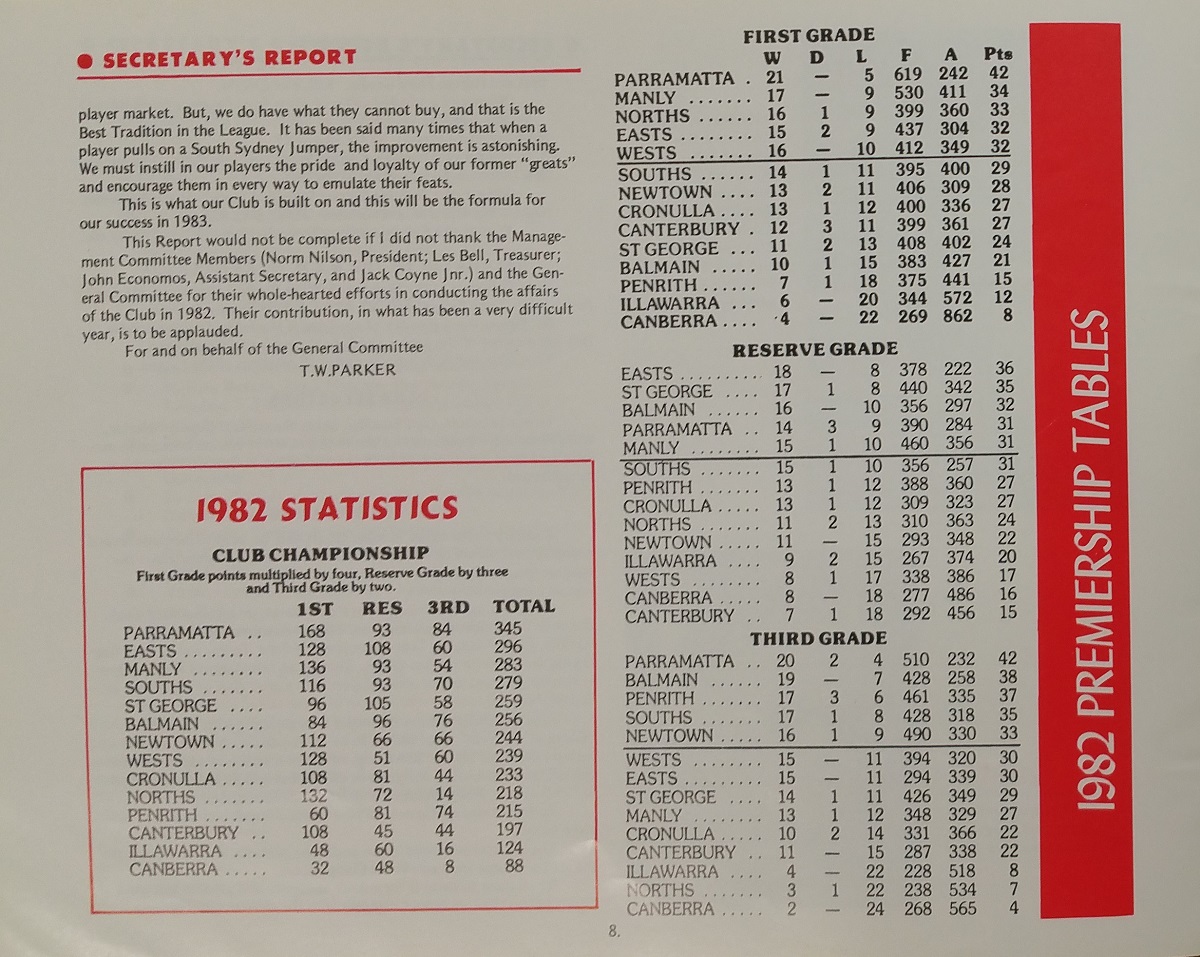 ● SECRETARY'S REPORT
player market. But, we do have what they cannot buy, and that is the
Best Tradition in the League. It has been said many times that when a
player pulls on a South Sydney Jumper, the improvement is astonishing.
We must instill in our players the pride and loyalty of our former "greats"
and encourage them in every way to emulate their feats.
This is what our Club is built on and this will be the formula for
our success in 1983.
This Report would not be complete if I did not thank the Manage-
ment Committee Members (Norm Nilson, President; Les Bell, Treasurer;
John Economos, Assistant Secretary, and Jack Coyne Jnr.) and the Gen-
eral Committee for their whole-hearted efforts in conducting the affairs
of the Club in 1982. Their contribution, in what has been a very difficult
year, is to be applauded.
For and on behalf of the General Committee
T.W.PARKER
1982 STATISTICS
CLUB CHAMPIONSHIP
First Grade points multiplied by four, Reserve Grade by three
and Third Grade by two.
1ST RES 3RD TOTAL
PARRAMATTA .. 168 93 84 345
EASTS ......... 128 108 60 296
MANLY ........ 136 93 54 283
SOUTHS ....... 116 93 70 279
ST GEORGE .... 96 105 58 259
BALMAIN ...... 84 96 76 256
NEWTOWN ..... 112 66 66 244
WESTS ........ 128 51 60 239
CRONULLA ..... 108 81 44 233
NORTHS ....... 132 72 14 218
PENRITH ....... 60 81 74 215
CANTERBURY .. 108 45 44 197
ILLAWARRA .... 48 60 16 124
CANBERRA ..... 32 48 8 88
FIRST GRADE
W D L F A Pts
PARRAMATTA . 21 — 5 619 242 42
MANLY ....... 17 — 9 530 411 34
NORTHS ...... 16 1 9 399 360 33
EASTS ........ 15 2 9 437 304 32
WESTS ....... 16 — 10 412 349 32
SOUTHS ...... 14 1 11 395 400 29
NEWTOWN .... 13 2 11 406 309 28
CRONULLA .... 13 1 12 400 336 27
CANTERBURY . 12 3 11 399 361 27
ST GEORGE ... 11 2 13 408 402 24
BALMAIN ..... 10 1 15 383 427 21
PENRITH ...... 7 1 18 375 441 15
ILLAWARRA ... 6 — 20 344 572 12
CANBERRA .... 4 — 22 269 862 8
RESERVE GRADE
EASTS ......... 18 — 8 378 222 36
ST GEORGE .... 17 1 8 440 342 35
BALMAIN ...... 16 — 10 356 297 32
PARRAMATTA .. 14 3 9 390 284 31
MANLY ........ 15 1 10 460 356 31
SOUTHS ....... 15 1 10 356 257 31
PENRITH ....... 13 1 12 388 360 27
CRONULLA ..... 13 1 12 309 323 27
NORTHS ....... 11 2 13 310 363 24
NEWTOWN ..... 11 — 15 293 348 22
ILLAWARRA .... 9 2 15 267 374 20
WESTS ........ 8 1 17 338 386 17
CANBERRA ..... 8 — 18 277 486 16
CANTERBURY .. 7 1 18 292 456 15
THIRD GRADE
PARRAMATTA .. 20 2 4 510 232 42
BALMAIN ...... 19 — 7 428 258 38
PENRITH ....... 17 3 6 461 335 37
SOUTHS ....... 17 1 8 428 318 35
NEWTOWN ..... 16 1 9 490 330 33
WESTS ........ 15 — 11 394 320 30
EASTS ......... 15 — 11 294 339 30
ST GEORGE .... 14 1 11 426 349 29
MANLY ........ 13 1 12 348 329 27
CRONULLA ..... 10 2 14 331 366 22
CANTERBURY .. 11 — 15 287 338 22
ILLAWARRA .... 4 — 22 228 518 8
NORTHS ....... 3 1 22 238 534 7
CANBERRA ..... 2 — 24 268 565 4
1982 PREMIERSHIP TABLES
8.